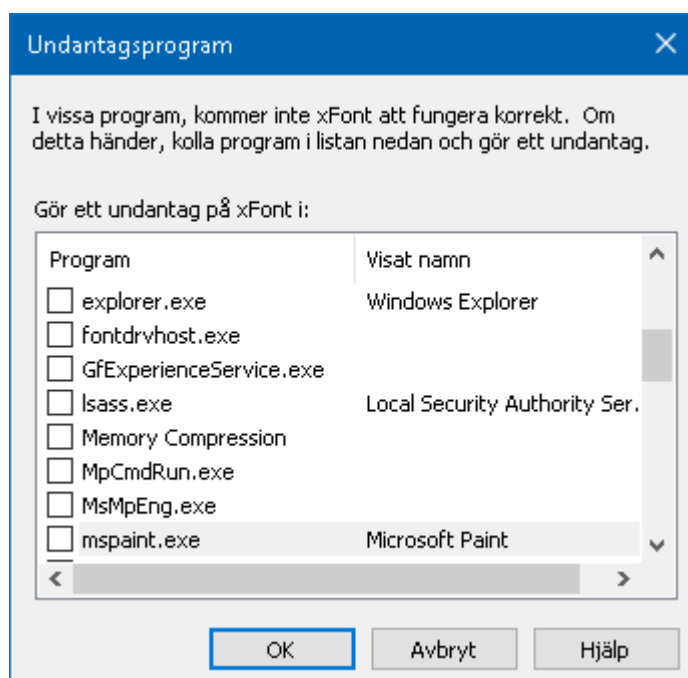 Undantagsprogram
I vissa program, kommer inte xFont att fungera korrekt.  Om
detta händer, kolla program i listan nedan och gör ett undantag.
Gör ett undantag på xFont i:
Program Visat namn
explorer.exe Windows Explorer
fontdrvhost.exe
GfExperienceService.exe
lsass.exe Local Security Authority Ser.
Memory Compression
MpCmdRun.exe
MsMpEng.exe
mspaint.exe Microsoft Paint
OK Avbryt Hjälp